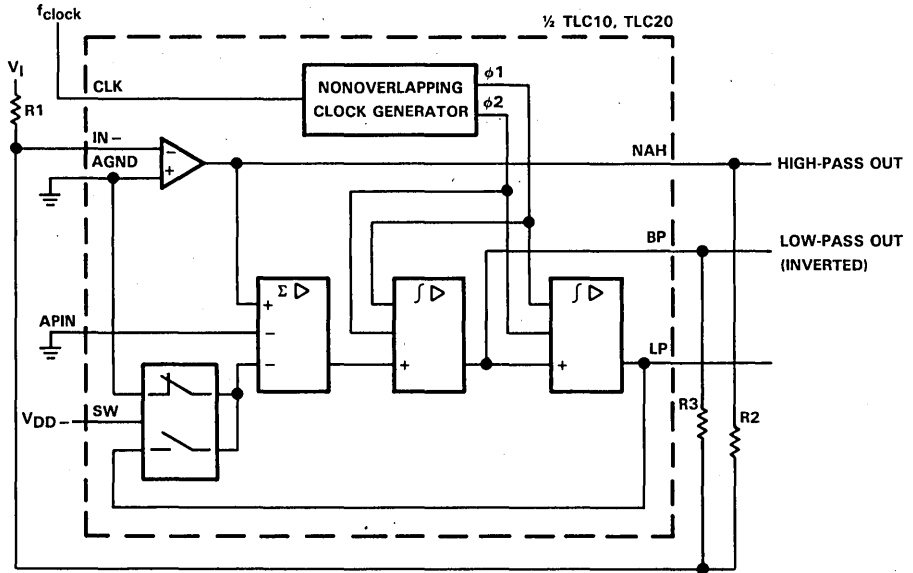 fclock
½ TLC10, TLC20
VI
R1
CLK
NONOVERLAPPING
CLOCK GENERATOR
ϕ1
ϕ2
IN −
AGND
−
+
NAH
HIGH-PASS OUT
BP
LOW-PASS OUT
(INVERTED)
Σ ▷
∫ ▷
∫ ▷
+
APIN
−
−
+
+
LP
VDD −
SW
R3
R2